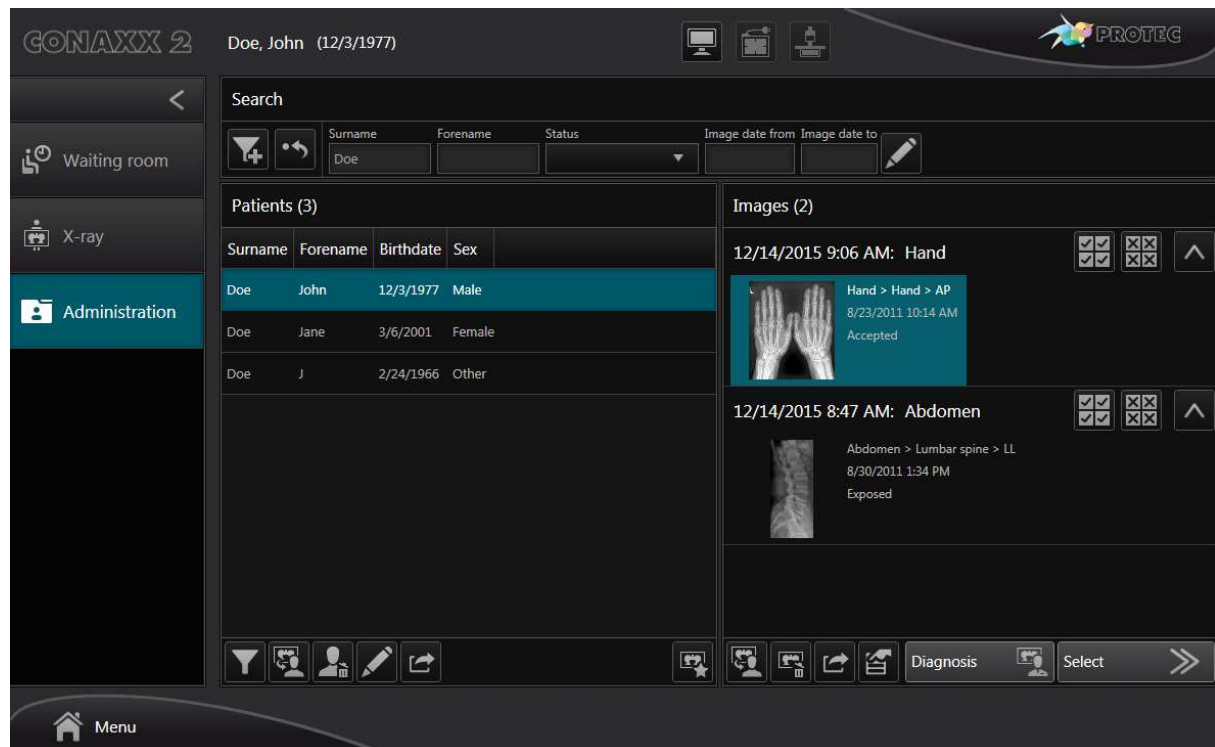 CONAXX 2
Doe, John (12/3/1977)
PROTEC
Search
Surname Forename Status Image date from Image date to
Doe
Waiting room
X-ray
Administration
Patients (3)
Surname Forename Birthdate Sex
Doe John 12/3/1977 Male
Doe Jane 3/6/2001 Female
Doe J 2/24/1966 Other
Images (2)
12/14/2015 9:06 AM: Hand
Hand > Hand > AP
8/23/2011 10:14 AM
Accepted
12/14/2015 8:47 AM: Abdomen
Abdomen > Lumbar spine > LL
8/30/2011 1:34 PM
Exposed
Diagnosis
Select
Menu